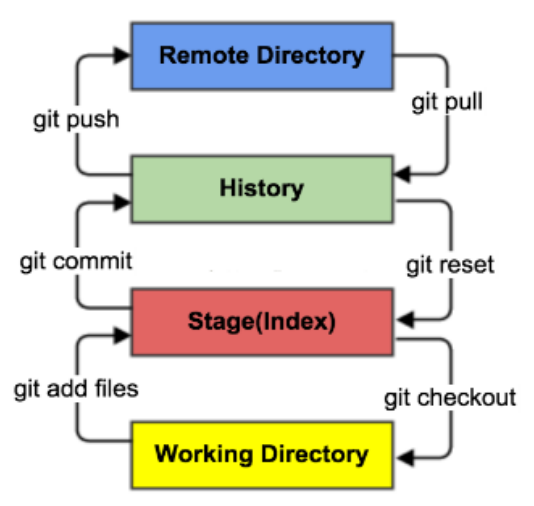 Remote Directory
git pull
git push
History
git commit
git reset
Stage(Index)
git add files
git checkout
Working Directory